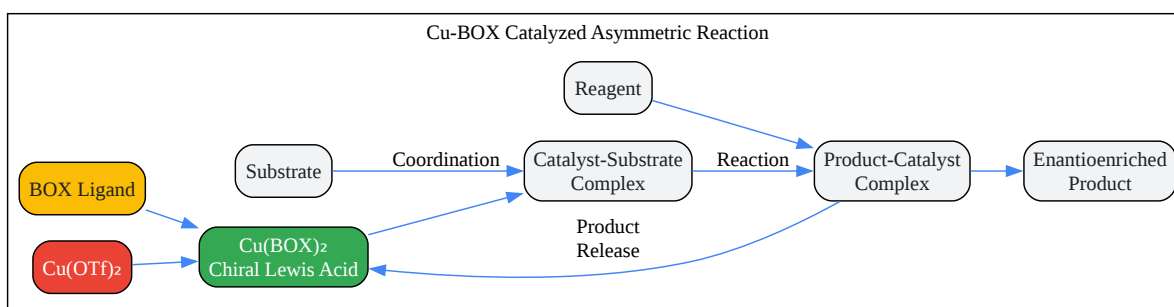 Cu-BOX Catalyzed Asymmetric Reaction
Reagent
Substrate
Coordination
Catalyst-Substrate
Complex
Reaction
Product-Catalyst
Complex
Enantioenriched
Product
BOX Ligand
Cu(OTf)₂
Cu(BOX)₂
Chiral Lewis Acid
Product
Release